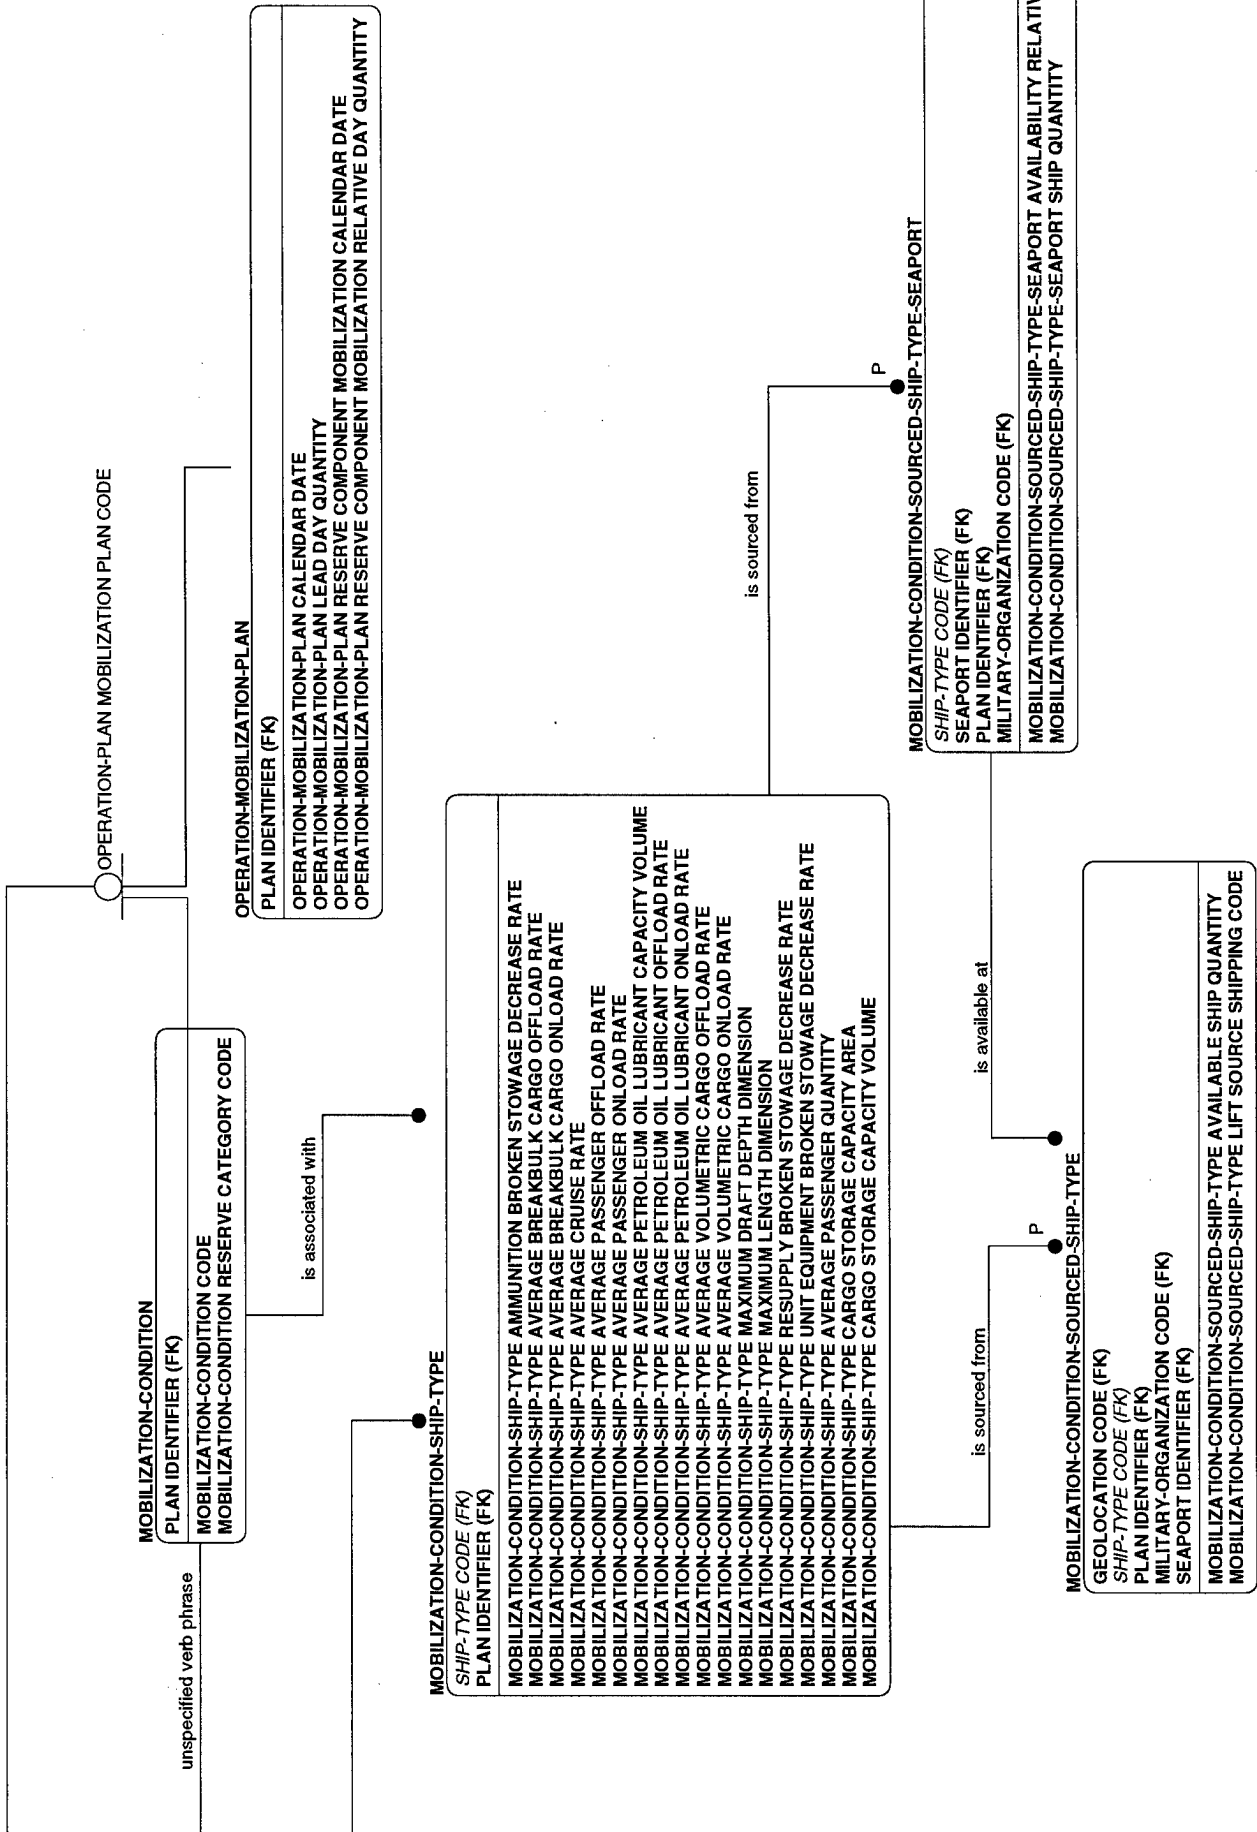 OPERATION-PLAN MOBILIZATION PLAN CODE
MOBILIZATION-CONDITION
PLAN IDENTIFIER (FK)
MOBILIZATION-CONDITION CODE
MOBILIZATION-CONDITION RESERVE CATEGORY CODE
unspecified verb phrase
is associated with
OPERATION-MOBILIZATION-PLAN
PLAN IDENTIFIER (FK)
OPERATION-MOBILIZATION-PLAN CALENDAR DATE
OPERATION-MOBILIZATION-PLAN LEAD DAY QUANTITY
OPERATION-MOBILIZATION-PLAN RESERVE COMPONENT MOBILIZATION CALENDAR DATE
OPERATION-MOBILIZATION-PLAN RESERVE COMPONENT MOBILIZATION RELATIVE DAY QUANTITY
MOBILIZATION-CONDITION-SHIP-TYPE
SHIP-TYPE CODE (FK)
PLAN IDENTIFIER (FK)
MOBILIZATION-CONDITION-SHIP-TYPE AMMUNITION BROKEN STOWAGE DECREASE RATE
MOBILIZATION-CONDITION-SHIP-TYPE AVERAGE BREAKBULK CARGO OFFLOAD RATE
MOBILIZATION-CONDITION-SHIP-TYPE AVERAGE BREAKBULK CARGO ONLOAD RATE
MOBILIZATION-CONDITION-SHIP-TYPE AVERAGE CRUISE RATE
MOBILIZATION-CONDITION-SHIP-TYPE AVERAGE PASSENGER OFFLOAD RATE
MOBILIZATION-CONDITION-SHIP-TYPE AVERAGE PASSENGER ONLOAD RATE
MOBILIZATION-CONDITION-SHIP-TYPE AVERAGE PETROLEUM OIL LUBRICANT CAPACITY VOLUME
MOBILIZATION-CONDITION-SHIP-TYPE AVERAGE PETROLEUM OIL LUBRICANT OFFLOAD RATE
MOBILIZATION-CONDITION-SHIP-TYPE AVERAGE PETROLEUM OIL LUBRICANT ONLOAD RATE
MOBILIZATION-CONDITION-SHIP-TYPE AVERAGE VOLUMETRIC CARGO OFFLOAD RATE
MOBILIZATION-CONDITION-SHIP-TYPE AVERAGE VOLUMETRIC CARGO ONLOAD RATE
MOBILIZATION-CONDITION-SHIP-TYPE MAXIMUM DRAFT DEPTH DIMENSION
MOBILIZATION-CONDITION-SHIP-TYPE MAXIMUM LENGTH DIMENSION
MOBILIZATION-CONDITION-SHIP-TYPE RESUPPLY BROKEN STOWAGE DECREASE RATE
MOBILIZATION-CONDITION-SHIP-TYPE UNIT EQUIPMENT BROKEN STOWAGE DECREASE RATE
MOBILIZATION-CONDITION-SHIP-TYPE AVERAGE PASSENGER QUANTITY
MOBILIZATION-CONDITION-SHIP-TYPE CARGO STORAGE CAPACITY AREA
MOBILIZATION-CONDITION-SHIP-TYPE CARGO STORAGE CAPACITY VOLUME
is sourced from
P
MOBILIZATION-CONDITION-SOURCED-SHIP-TYPE-SEAPORT
SHIP-TYPE CODE (FK)
SEAPORT IDENTIFIER (FK)
PLAN IDENTIFIER (FK)
MILITARY-ORGANIZATION CODE (FK)
MOBILIZATION-CONDITION-SOURCED-SHIP-TYPE-SEAPORT AVAILABILITY RELATIV
MOBILIZATION-CONDITION-SOURCED-SHIP-TYPE-SEAPORT SHIP QUANTITY
is sourced from
is available at
P
MOBILIZATION-CONDITION-SOURCED-SHIP-TYPE
GEOLOCATION CODE (FK)
SHIP-TYPE CODE (FK)
PLAN IDENTIFIER (FK)
MILITARY-ORGANIZATION CODE (FK)
SEAPORT IDENTIFIER (FK)
MOBILIZATION-CONDITION-SOURCED-SHIP-TYPE AVAILABLE SHIP QUANTITY
MOBILIZATION-CONDITION-SOURCED-SHIP-TYPE LIFT SOURCE SHIPPING CODE